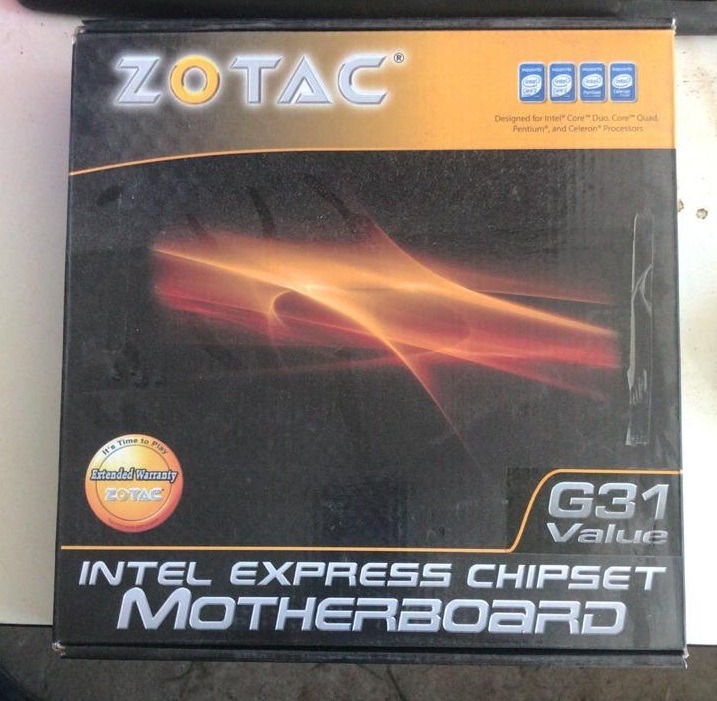 ZOTAC®
Designed for Intel® Core™ Duo, Core™ Quad,
Pentium®, and Celeron® Processors
It's Time to Play
Extended Warranty
ZOTAC
G31
Value
INTEL EXPRESS CHIPSET
MOTHERBOARD